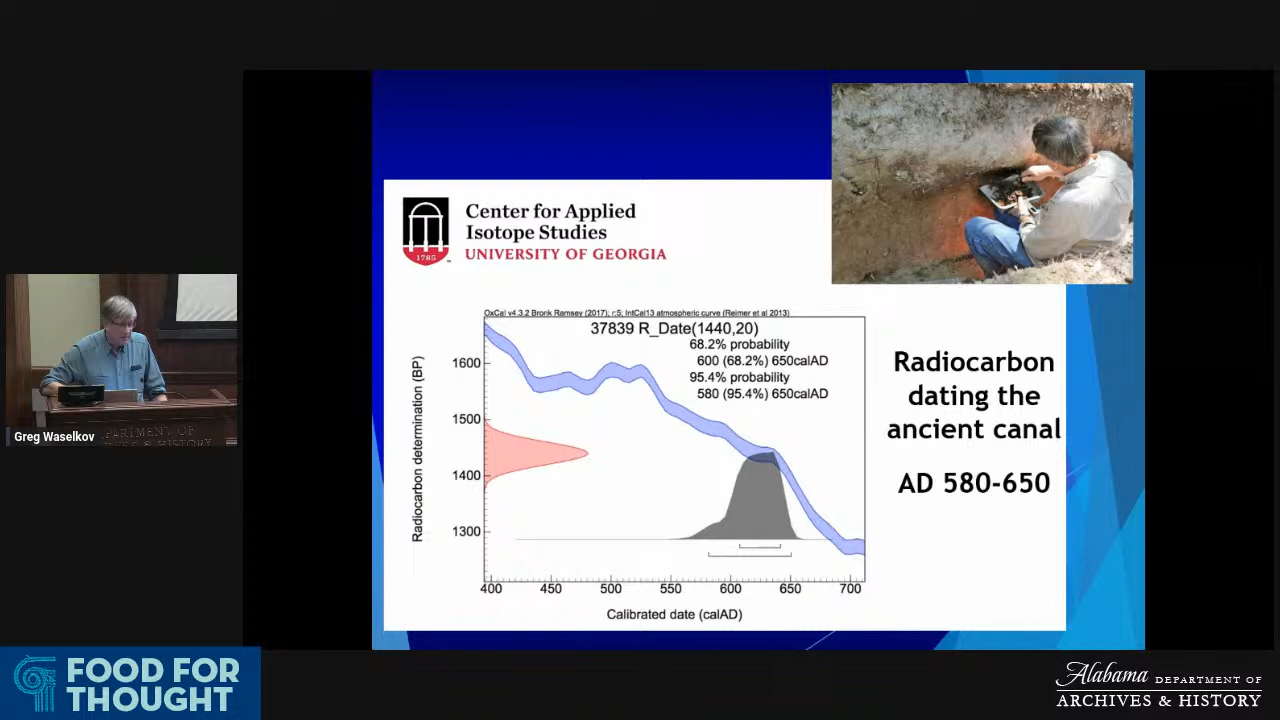 Center for Applied
Isotope Studies
UNIVERSITY OF GEORGIA
1785
OxCal v4.3.2 Bronk Ramsey (2017); r:5; IntCal13 atmospheric curve (Reimer et al 2013)
37839 R_Date(1440,20)
68.2% probability
600 (68.2%) 650calAD
95.4% probability
580 (95.4%) 650calAD
Radiocarbon determination (BP)
1600
1500
1400
1300
400 450 500 550 600 650 700
Calibrated date (calAD)
Radiocarbon
dating the
ancient canal
AD 580-650
Greg Waselkov
PARTMENT OF
& HISTORY
FOOD FOR
THOUGHT
Alabama DEPARTMENT OF
ARCHIVES & HISTORY